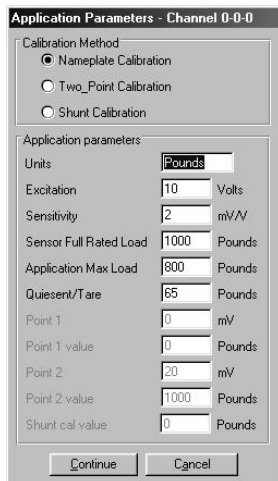 Application Parameters - Channel 0-0-0
Calibration Method
Nameplate Calibration
Two_Point Calibration
Shunt Calibration
Application parameters
Units Pounds
Excitation 10 Volts
Sensitivity 2 mV/V
Sensor Full Rated Load 1000 Pounds
Application Max Load 800 Pounds
Quiesent/Tare 65 Pounds
Point 1 0 mV
Point 1 value 0 Pounds
Point 2 20 mV
Point 2 value 1000 Pounds
Shunt cal value 0 Pounds
Continue Cancel